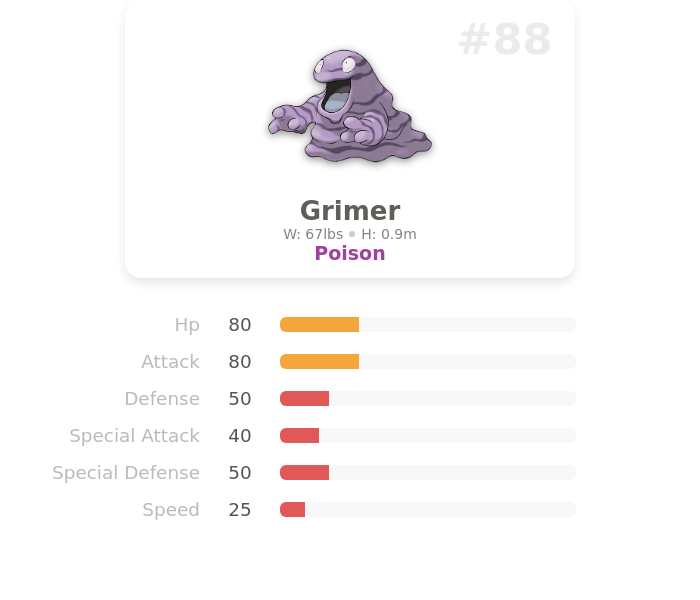 #88
Grimer
W: 67lbs • H: 0.9m
Poison
Hp 80
Attack 80
Defense 50
Special Attack 40
Special Defense 50
Speed 25